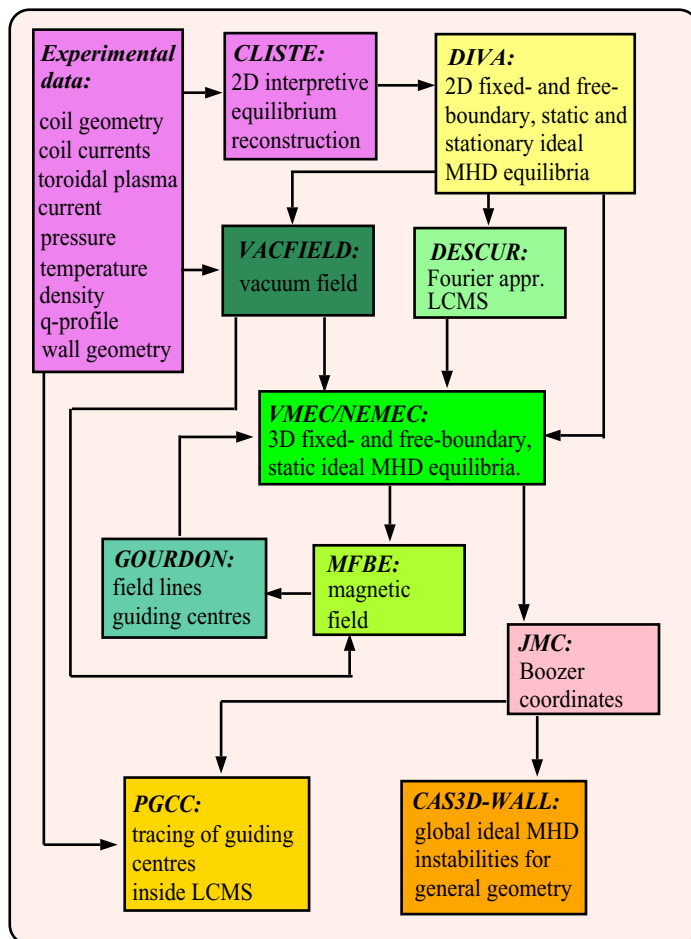 Experimental
data:
coil geometry
coil currents
toroidal plasma
current
pressure
temperature
density
q-profile
wall geometry
CLISTE:
2D interpretive
equilibrium
reconstruction
DIVA:
2D fixed- and free-
boundary, static and
stationary ideal
MHD equilibria
VACFIELD:
vacuum field
DESCUR:
Fourier appr.
LCMS
VMEC/NEMEC:
3D fixed- and free-boundary,
static ideal MHD equilibria.
GOURDON:
field lines
guiding centres
MFBE:
magnetic
field
JMC:
Boozer
coordinates
PGCC:
tracing of guiding
centres
inside LCMS
CAS3D-WALL:
global ideal MHD
instabilities for
general geometry